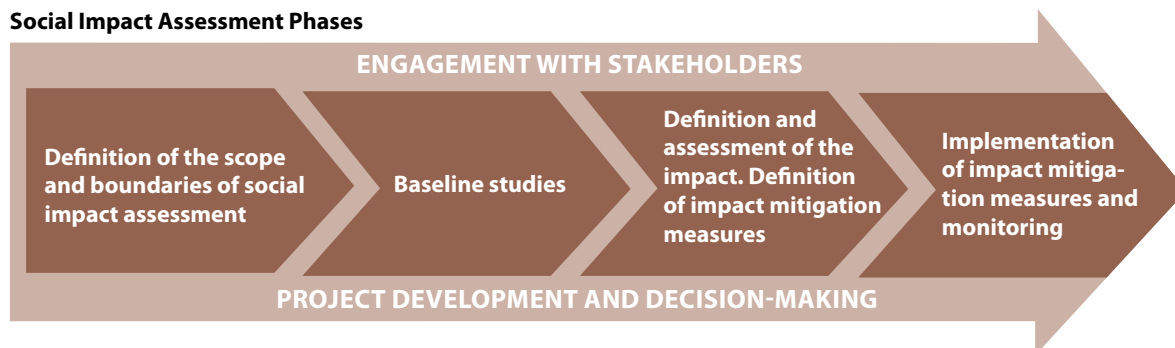 Social Impact Assessment Phases
ENGAGEMENT WITH STAKEHOLDERS
Definition of the scope
and boundaries of social
impact assessment
Baseline studies
Definition and
assessment of the
impact. Definition
of impact mitigation
measures
Implementation
of impact mitiga-
tion measures and
monitoring
PROJECT DEVELOPMENT AND DECISION-MAKING